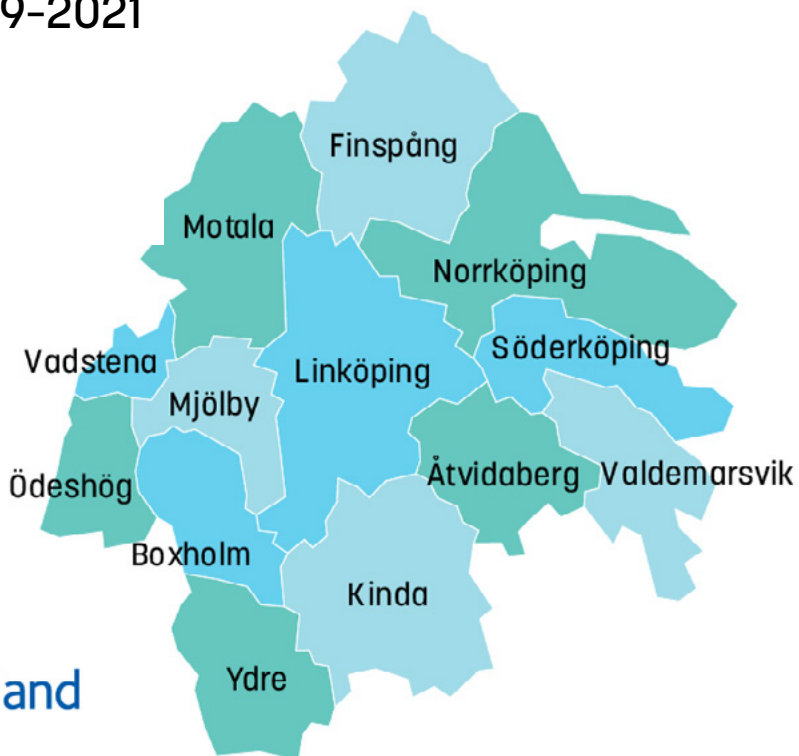 9-2021
Finspång
Motala
Norrköping
Söderköping
Vadstena
Linköping
Mjölby
Åtvidaberg
Valdemarsvik
Ödeshög
Boxholm
Kinda
Ydre
and